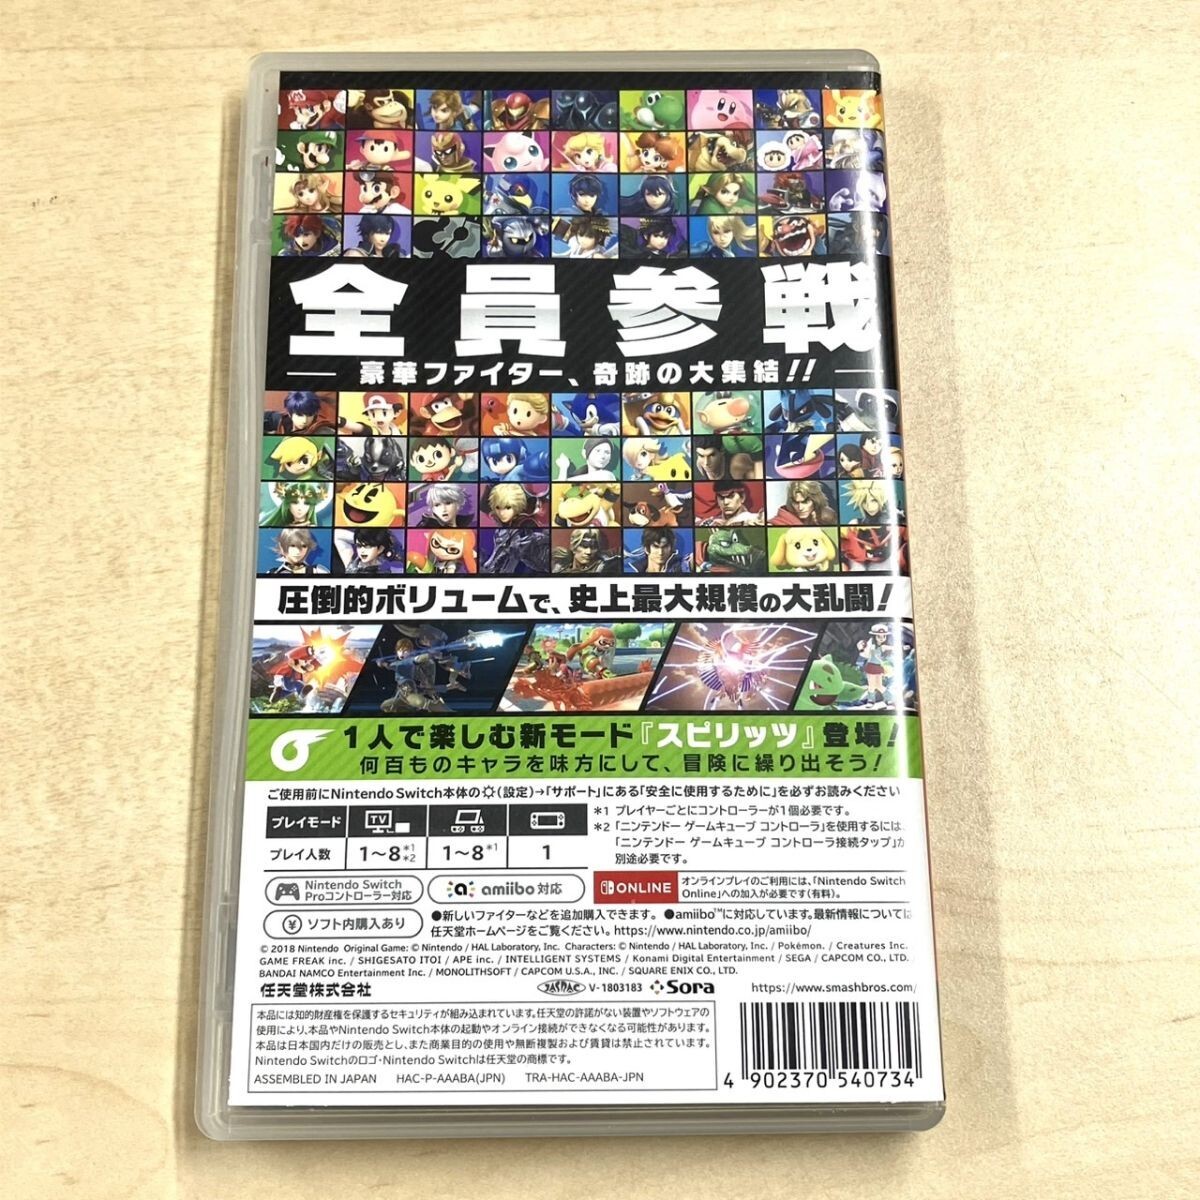 全員参戦
豪華ファイター、奇跡の大集結!!
圧倒的ボリュームで、史上最大規模の大乱闘!
1人で楽しむ新モード『スピリッツ』登場!
何百ものキャラを味方にして、冒険に繰り出そう!
ご使用前にNintendo Switch本体の(設定)→「サポート」にある「安全に使用するために」を必ずお読みください
プレイモード TV
プレイ人数 1~8 *1 *2 1~8 *1 1
*1 プレイヤーごとにコントローラーが1個必要です。
*2 「ニンテンドー ゲームキューブ コントローラ」を使用するには、
「ニンテンドー ゲームキューブ コントローラ接続タップ」が
別途必要です。
Nintendo Switch
Proコントローラー対応
amiibo 対応
ONLINE
オンラインプレイのご利用には、「Nintendo Switch
Online」への加入が必要です(有料)。
ソフト内購入あり
●新しいファイターなどを追加購入できます。 ●amiibo™に対応しています。最新情報については
任天堂ホームページをご覧ください。https://www.nintendo.co.jp/amiibo/
© 2018 Nintendo Original Game: © Nintendo / HAL Laboratory, Inc. Characters: © Nintendo / HAL Laboratory, Inc. / Pokémon. / Creatures Inc. /
GAME FREAK inc. / SHIGESATO ITOI / APE inc. / INTELLIGENT SYSTEMS / Konami Digital Entertainment / SEGA / CAPCOM CO., LTD. /
BANDAI NAMCO Entertainment Inc. / MONOLITHSOFT / CAPCOM U.S.A., INC. / SQUARE ENIX CO., LTD.
任天堂株式会社
JASRAC V-1803183 Sora https://www.smashbros.com/
本品には知的財産権を保護するセキュリティが組み込まれています。任天堂の許諾がない装置やソフトウェアの
使用により、本品やNintendo Switch本体の起動やオンライン接続ができなくなる可能性があります。
本品は日本国内だけの販売とし、また商業目的の使用や無断複製および賃貸は禁止されています。
Nintendo Switchのロゴ・Nintendo Switchは任天堂の商標です。
ASSEMBLED IN JAPAN HAC-P-AAABA(JPN) TRA-HAC-AAABA-JPN
4 902370 540734